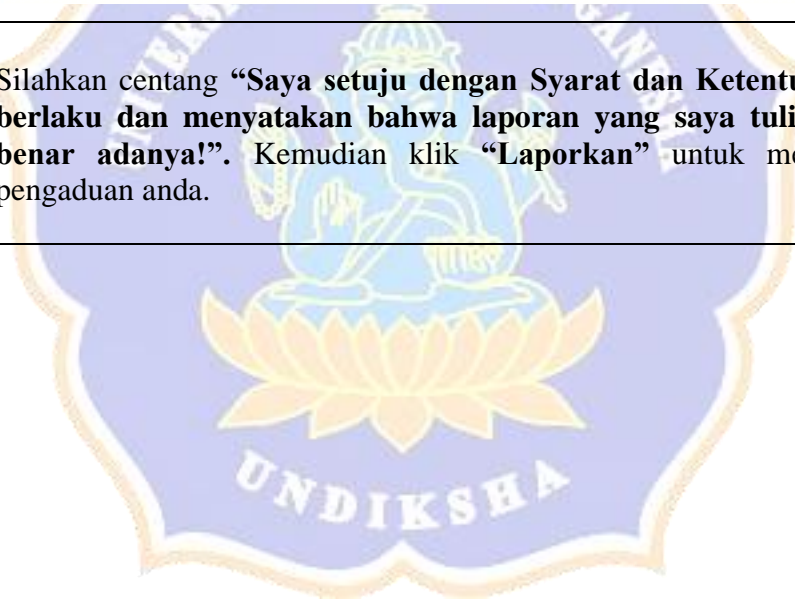 Silahkan centang “Saya setuju dengan Syarat dan Ketentu
berlaku dan menyatakan bahwa laporan yang saya tuli
benar adanya!”. Kemudian klik “Laporkan” untuk me
pengaduan anda.
UNDIKSHA